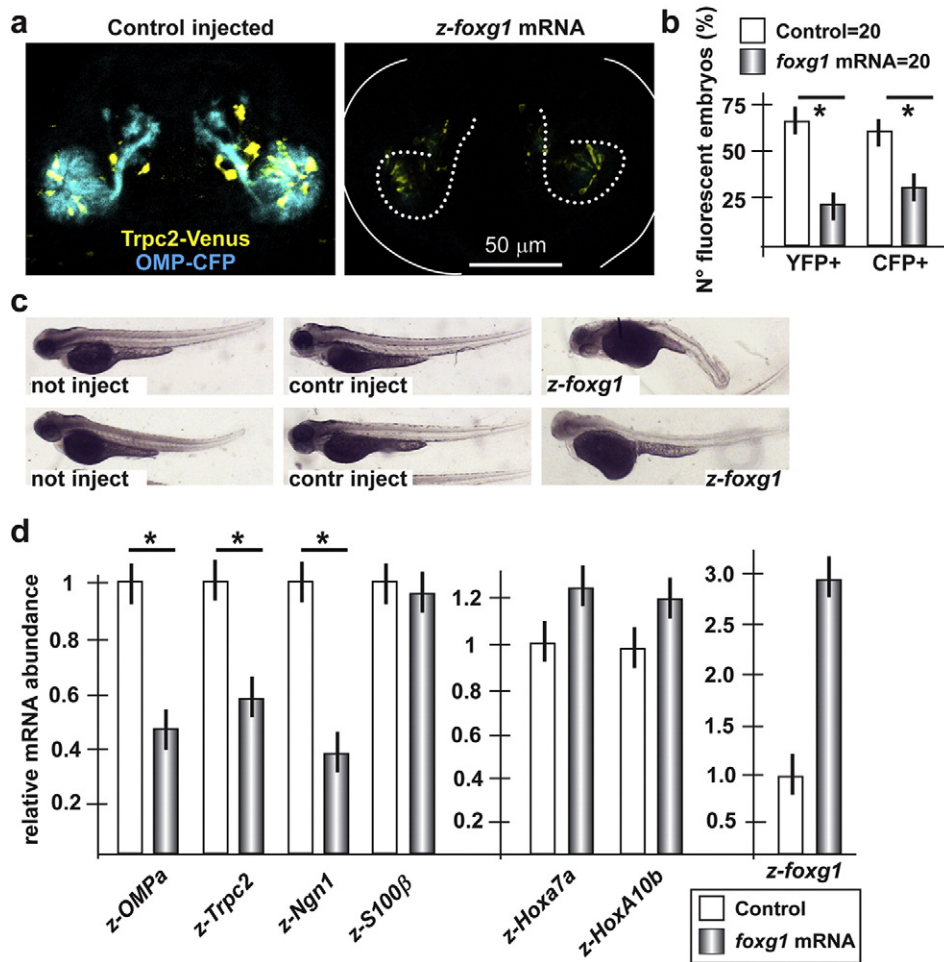 a
Control injected
z-foxg1 mRNA
Trpc2-Venus
OMP-CFP
50 μm
b
Control=20
foxg1 mRNA=20
N° fluorescent embryos (%)
75
50
25
*
*
YFP+
CFP+
c
not inject
contr inject
z-foxg1
not inject
contr inject
z-foxg1
d
relative mRNA abundance
1
0.8
0.6
0.4
0.2
*
*
*
z-OMPa
z-Trpc2
z-Ngn1
z-S100β
1.2
1
0.8
0.6
0.4
0.2
z-Hoxa7a
z-HoxA10b
3.0
2.5
2.0
1.5
1.0
0.5
z-foxg1
Control
foxg1 mRNA